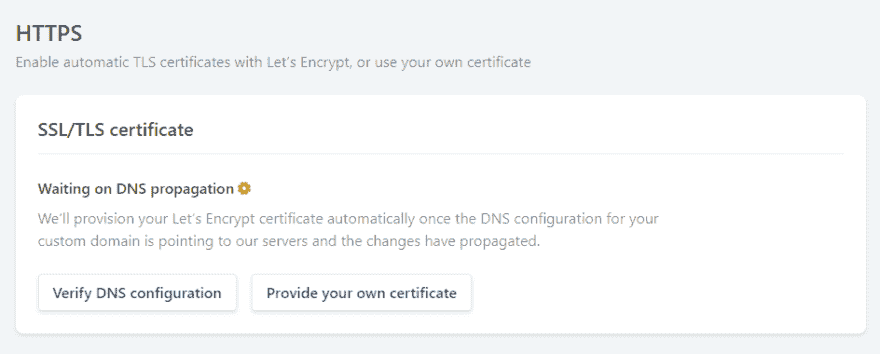 HTTPS
Enable automatic TLS certificates with Let's Encrypt, or use your own certificate
SSL/TLS certificate
Waiting on DNS propagation
We'll provision your Let's Encrypt certificate automatically once the DNS configuration for your
custom domain is pointing to our servers and the changes have propagated.
Verify DNS configuration
Provide your own certificate